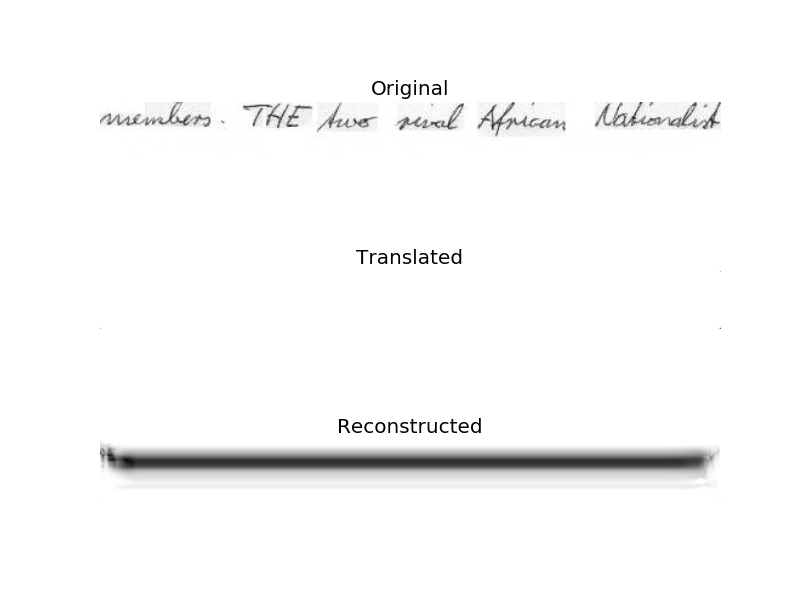 Original
members. THE two rival African Nationalist
Translated
Reconstructed